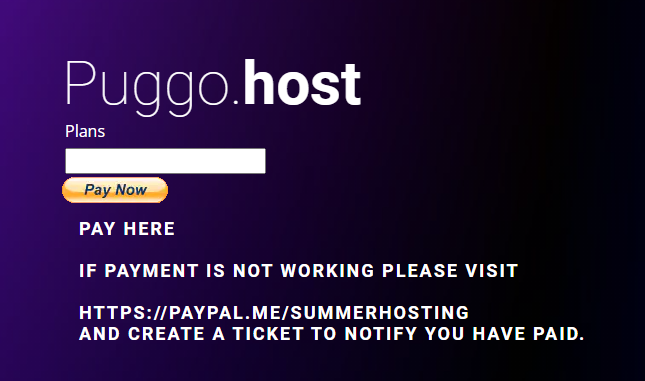 Puggo.host
Plans
Pay Now
PAY HERE
IF PAYMENT IS NOT WORKING PLEASE VISIT
HTTPS://PAYPAL.ME/SUMMERHOSTING
AND CREATE A TICKET TO NOTIFY YOU HAVE PAID.